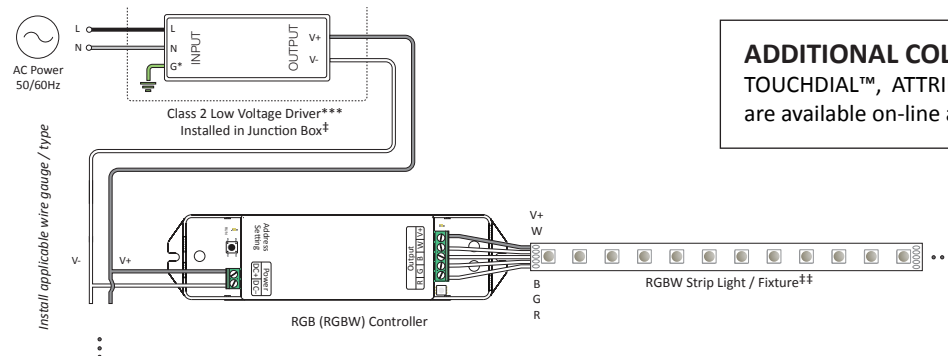 L
N
AC Power
50/60Hz
L
N
G*
INPUT
OUTPUT
V+
V-
Class 2 Low Voltage Driver***
Installed in Junction Box‡
ADDITIONAL COL
TOUCHDIAL™, ATTRI
are available on-line a
Install applicable wire gauge / type
V-
V+
Address
Setting
Power
DC+|DC-
Output
R | G | B | W | V+
RGB (RGBW) Controller
V+
W
B
G
R
RGBW Strip Light / Fixture‡‡